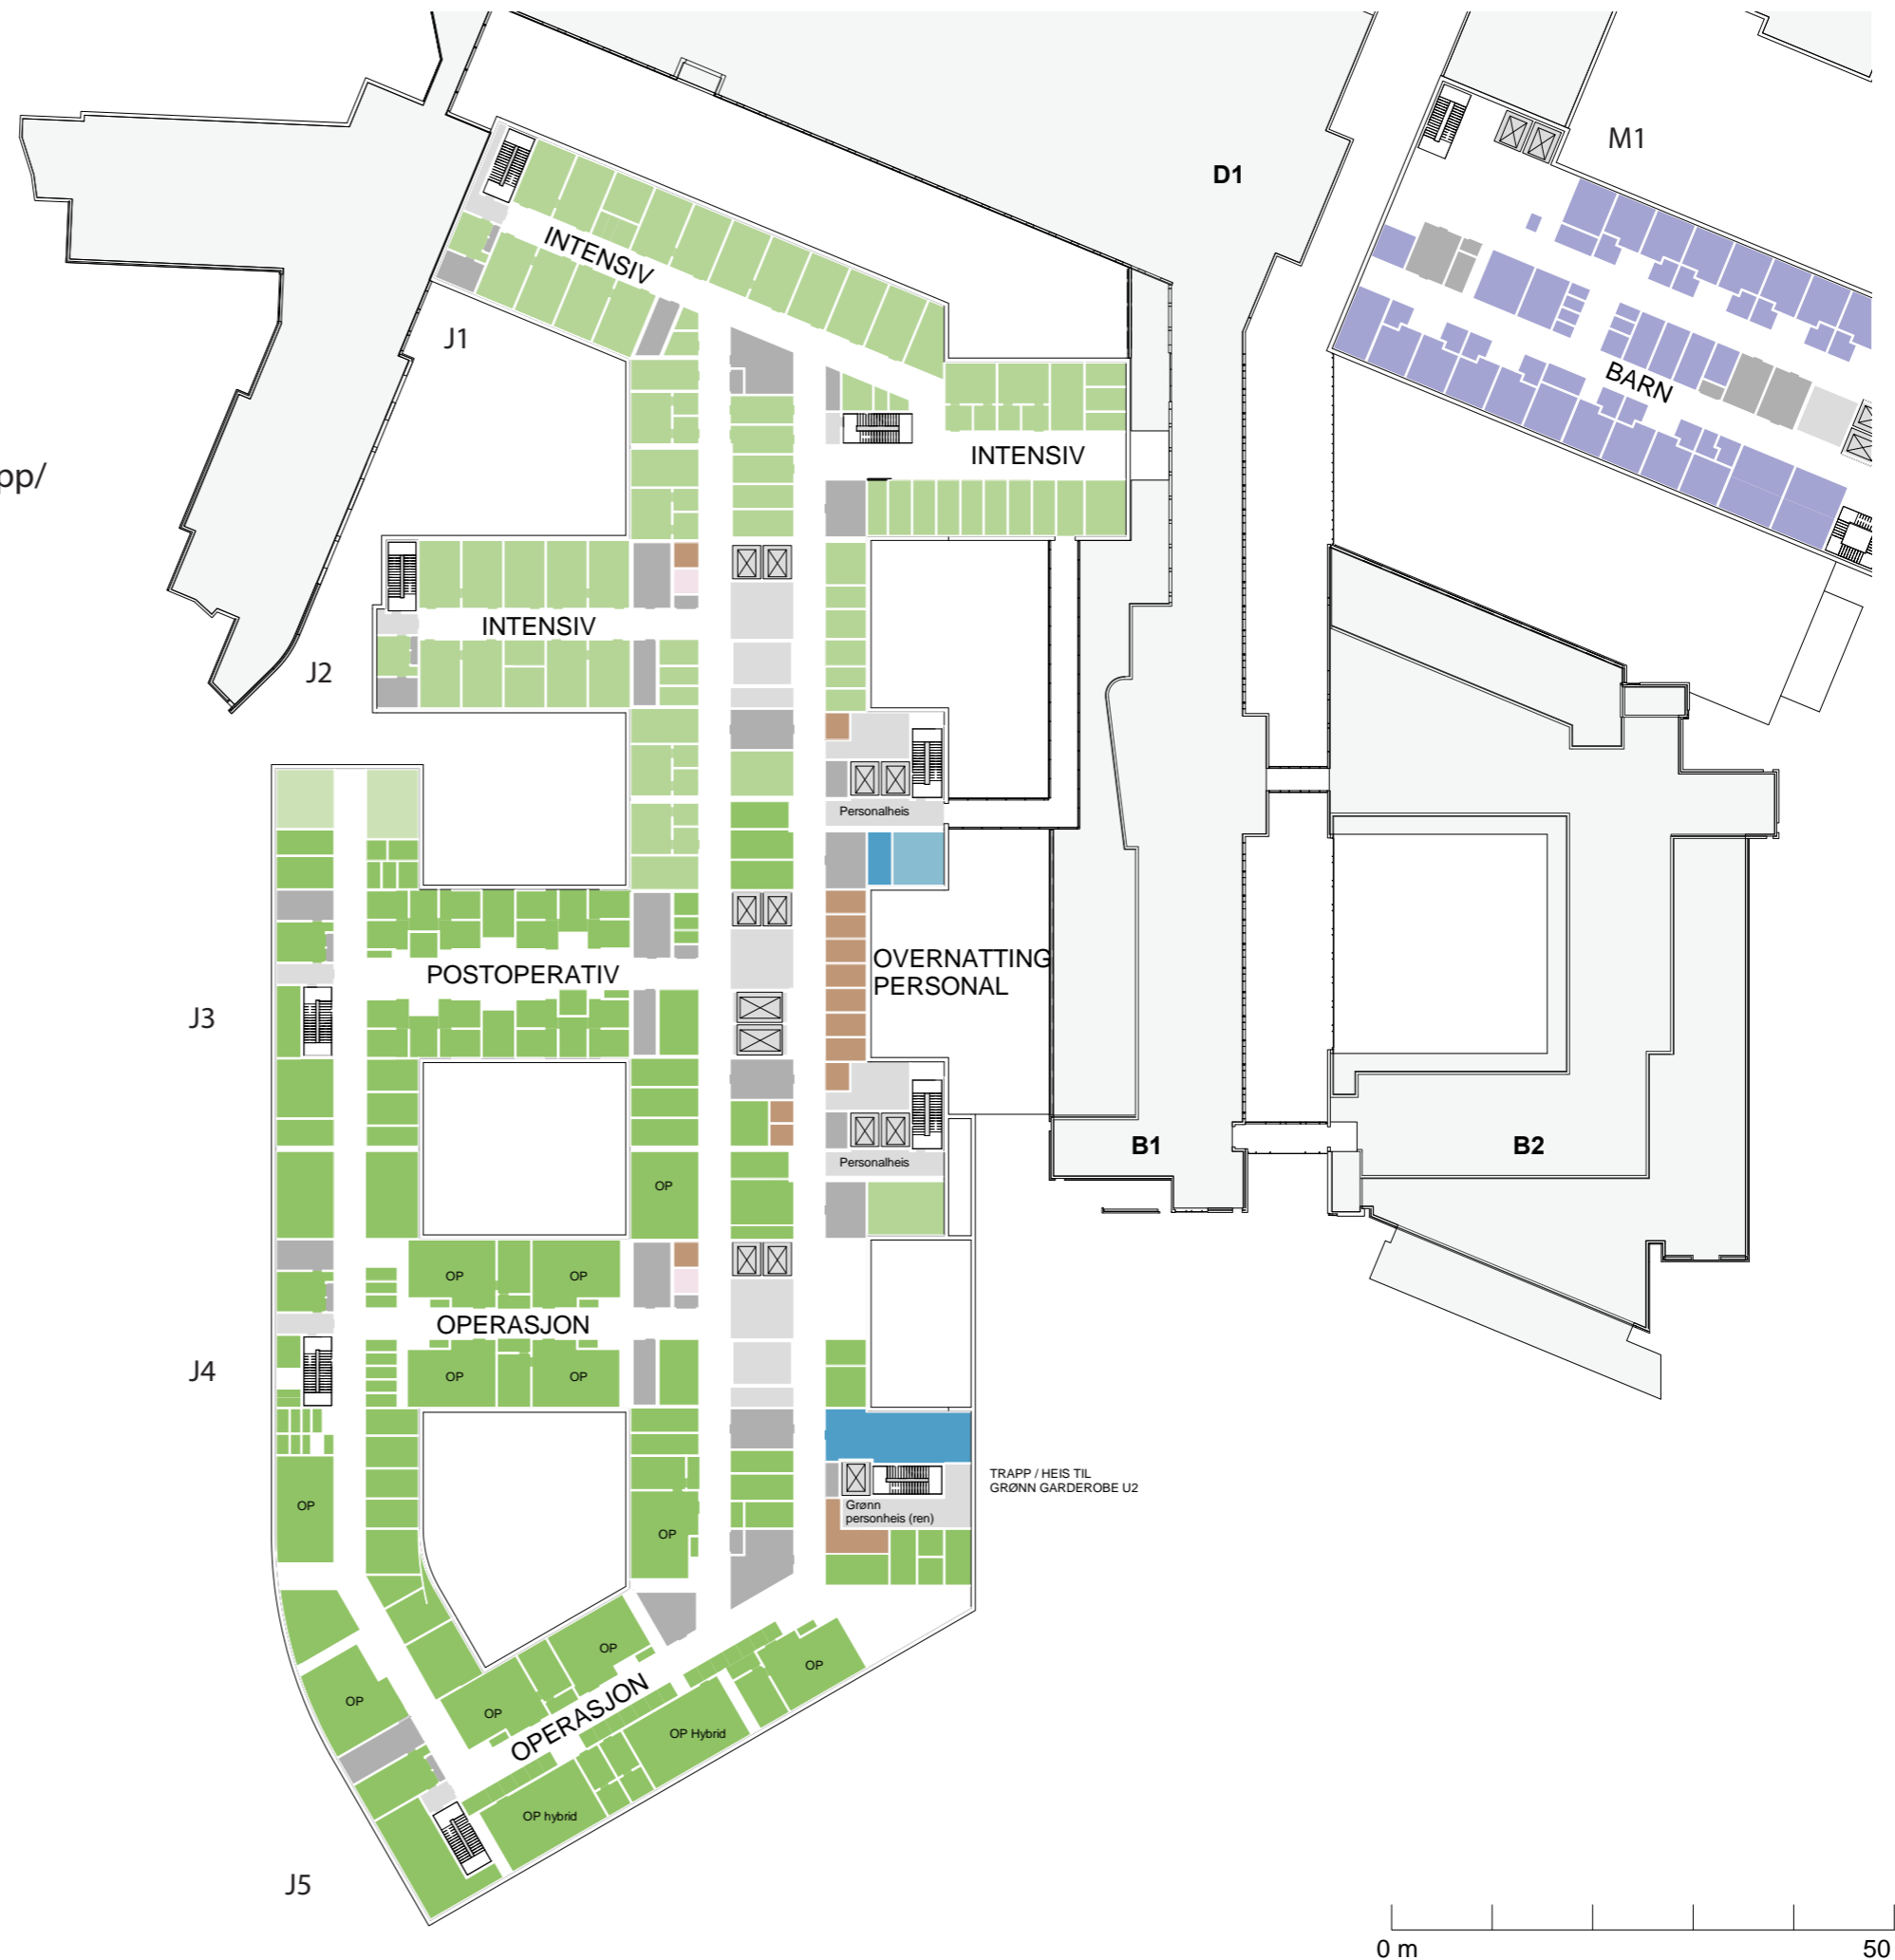 M1
D1
INTENSIV
J1
BARN
INTENSIV
pp/
INTENSIV
J2
Personalheis
OVERNATTING
PERSONAL
POSTOPERATIV
J3
B1
B2
Personalheis
OP
OP
OP
OPERASJON
J4
OP
OP
TRAPP / HEIS TIL
GRØNN GARDEROBE U2
Grønn
personheis (ren)
OP
OP
OP
OP
OP
OP
OPERASJON
OP Hybrid
OP hybrid
J5
0 m
50